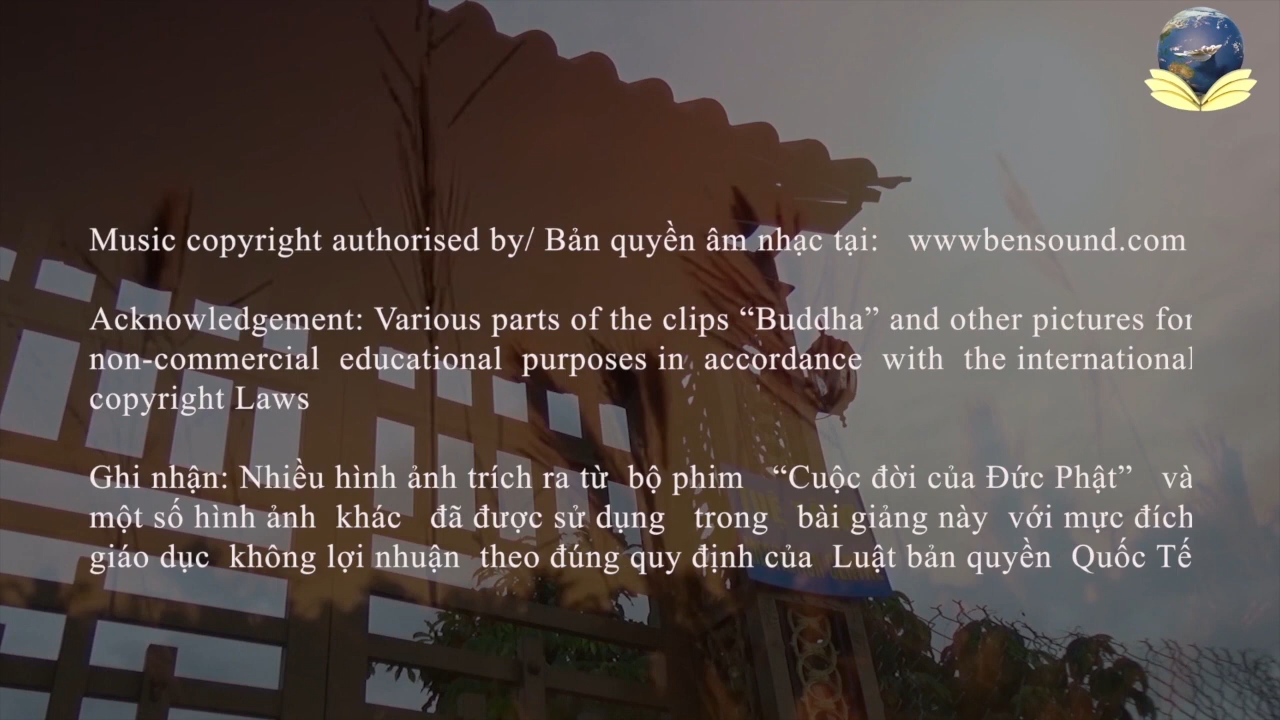 Music copyright authorised by/ Bản quyền âm nhạc tại: wwwbensound.com
Acknowledgement: Various parts of the clips “Buddha” and other pictures for
non-commercial educational purposes in accordance with the international
copyright Laws
Ghi nhận: Nhiều hình ảnh trích ra từ bộ phim “Cuộc đời của Đức Phật” và
một số hình ảnh khác đã được sử dụng trong bài giảng này với mực đích
giáo dục không lợi nhuận theo đúng quy định của Luật bản quyền Quốc Tế